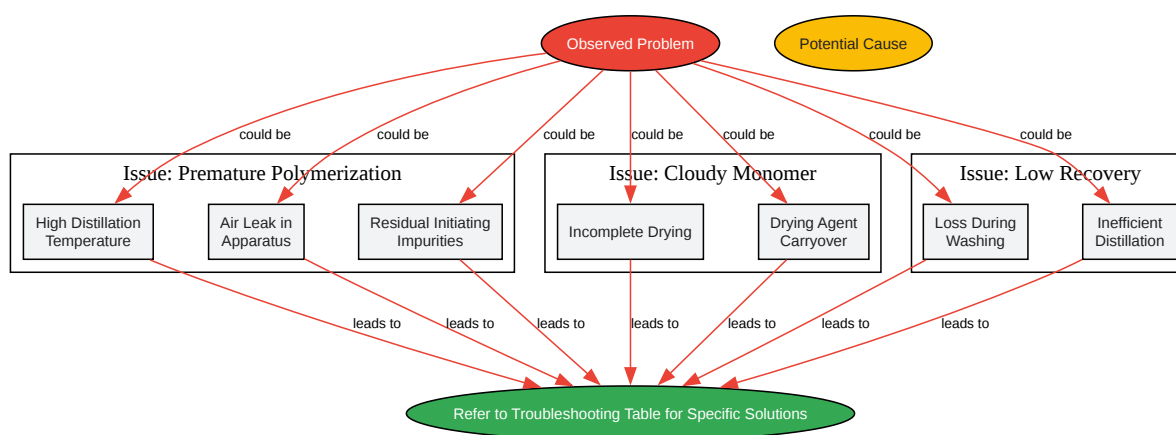 Observed Problem
Potential Cause
could be
could be
could be
could be
could be
could be
could be
Issue: Premature Polymerization
Issue: Cloudy Monomer
Issue: Low Recovery
High Distillation
Temperature
Air Leak in
Apparatus
Residual Initiating
Impurities
Incomplete Drying
Drying Agent
Carryover
Loss During
Washing
Inefficient
Distillation
leads to
leads to
leads to
leads to
leads to
leads to
leads to
Refer to Troubleshooting Table for Specific Solutions